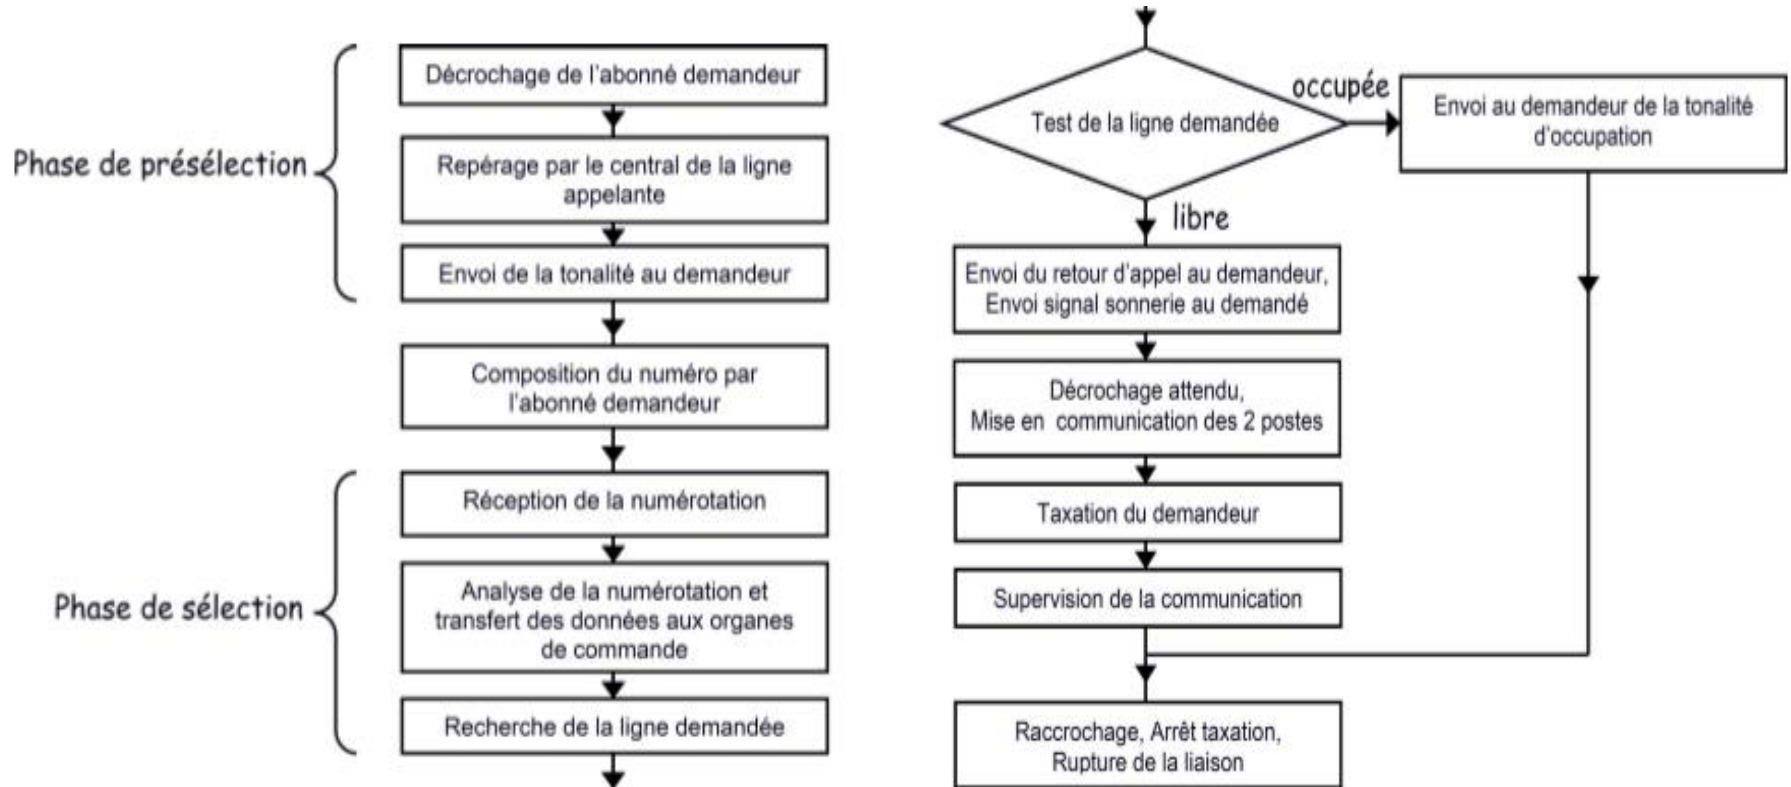 Phase de présélection
Décrochage de l'abonné demandeur
Repérage par le central de la ligne
appelante
Envoi de la tonalité au demandeur
Composition du numéro par
l'abonné demandeur
Phase de sélection
Réception de la numérotation
Analyse de la numérotation et
transfert des données aux organes
de commande
Recherche de la ligne demandée
Test de la ligne demandée
occupée
Envoi au demandeur de la tonalité
d'occupation
libre
Envoi du retour d'appel au demandeur,
Envoi signal sonnerie au demandé
Décrochage attendu,
Mise en communication des 2 postes
Taxation du demandeur
Supervision de la communication
Raccrochage, Arrêt taxation,
Rupture de la liaison